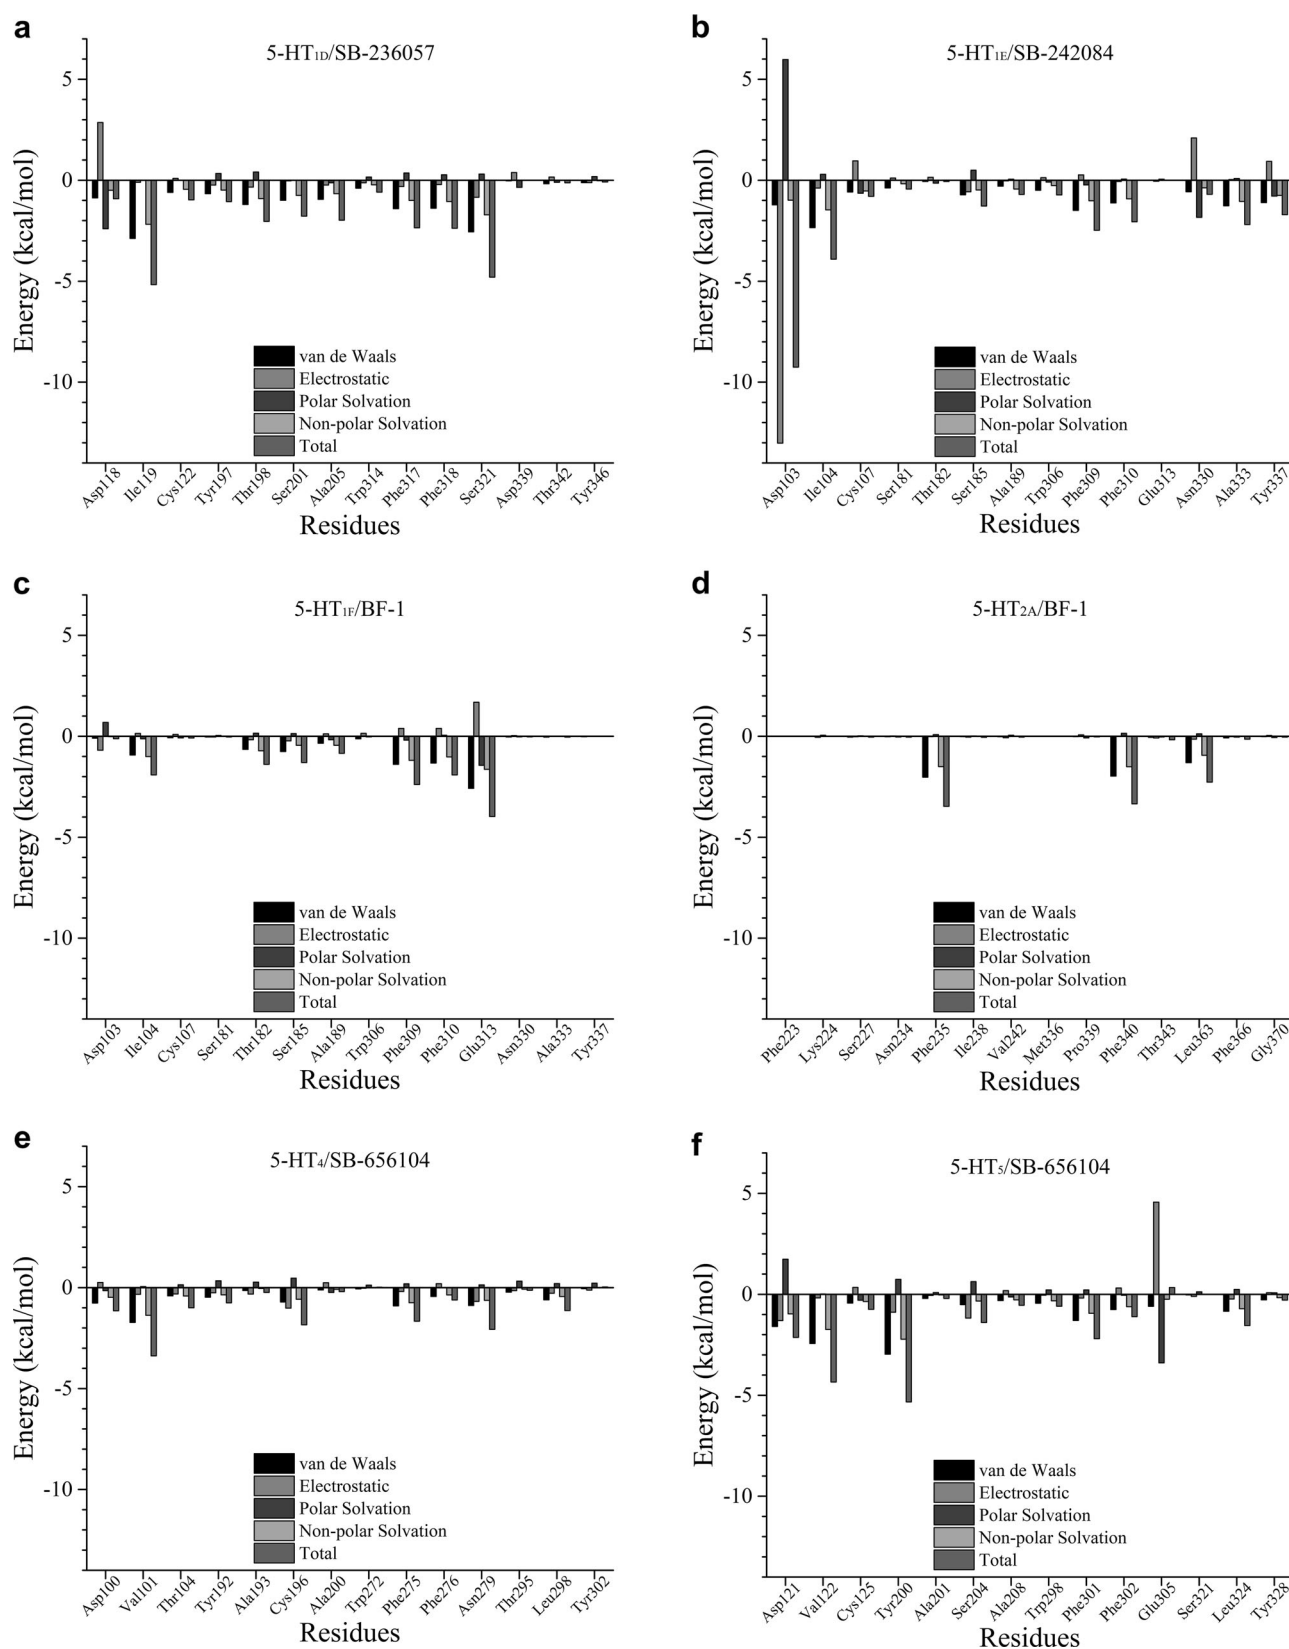 a
5-HT1D/SB-236057
Energy (kcal/mol)
5
0
-5
-10
van de Waals
Electrostatic
Polar Solvation
Non-polar Solvation
Total
Asp118 Ile119 Cys122 Tyr197 Thr198 Ser201 Ala205 Trp314 Phe317 Phe318 Ser321 Asp339 Thr342 Tyr346
Residues
b
5-HT1E/SB-242084
Energy (kcal/mol)
5
0
-5
-10
van de Waals
Electrostatic
Polar Solvation
Non-polar Solvation
Total
Asp103 Ile104 Cys107 Ser181 Thr182 Ser185 Ala189 Trp306 Phe309 Phe310 Glu313 Asn330 Ala333 Tyr337
Residues
c
5-HT1F/BF-1
Energy (kcal/mol)
5
0
-5
-10
van de Waals
Electrostatic
Polar Solvation
Non-polar Solvation
Total
Asp103 Ile104 Cys107 Ser181 Thr182 Ser185 Ala189 Trp306 Phe309 Phe310 Glu313 Asn330 Ala333 Tyr337
Residues
d
5-HT2A/BF-1
Energy (kcal/mol)
5
0
-5
-10
van de Waals
Electrostatic
Polar Solvation
Non-polar Solvation
Total
Phe223 Lys224 Ser227 Asn234 Phe235 Ile238 Val242 Met336 Pro339 Phe340 Thr343 Leu363 Phe366 Gly370
Residues
e
5-HT4/SB-656104
Energy (kcal/mol)
5
0
-5
-10
van de Waals
Electrostatic
Polar Solvation
Non-polar Solvation
Total
Asp100 Val101 Thr104 Tyr192 Ala193 Cys196 Ala200 Trp272 Phe275 Phe276 Asn279 Thr295 Leu298 Tyr302
Residues
f
5-HT5/SB-656104
Energy (kcal/mol)
5
0
-5
-10
van de Waals
Electrostatic
Polar Solvation
Non-polar Solvation
Total
Asp121 Val122 Cys125 Tyr200 Ala201 Ser204 Ala208 Trp298 Phe301 Phe302 Glu305 Ser321 Leu324 Tyr328
Residues